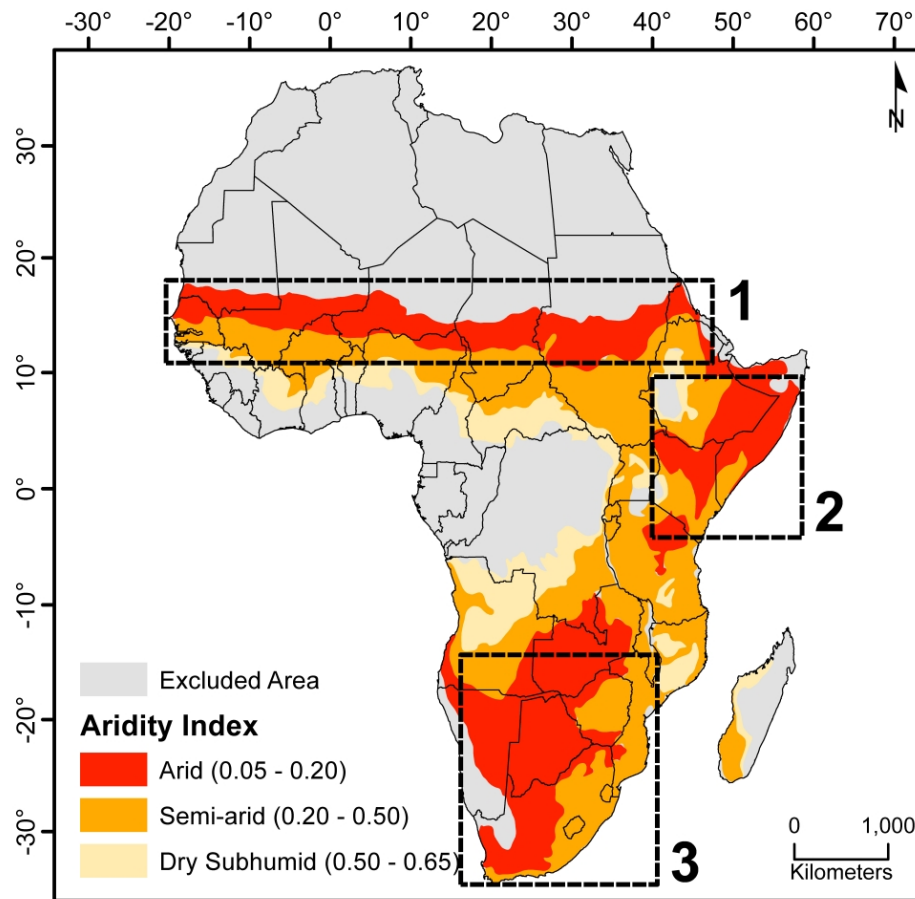 -30° -20° -10° 0° 10° 20° 30° 40° 50° 60° 70°
N
30°
20°
10°
0°
-10°
-20°
-30°
1
2
3
Excluded Area
Aridity Index
Arid (0.05 - 0.20)
Semi-arid (0.20 - 0.50)
Dry Subhumid (0.50 - 0.65)
0 1,000
Kilometers